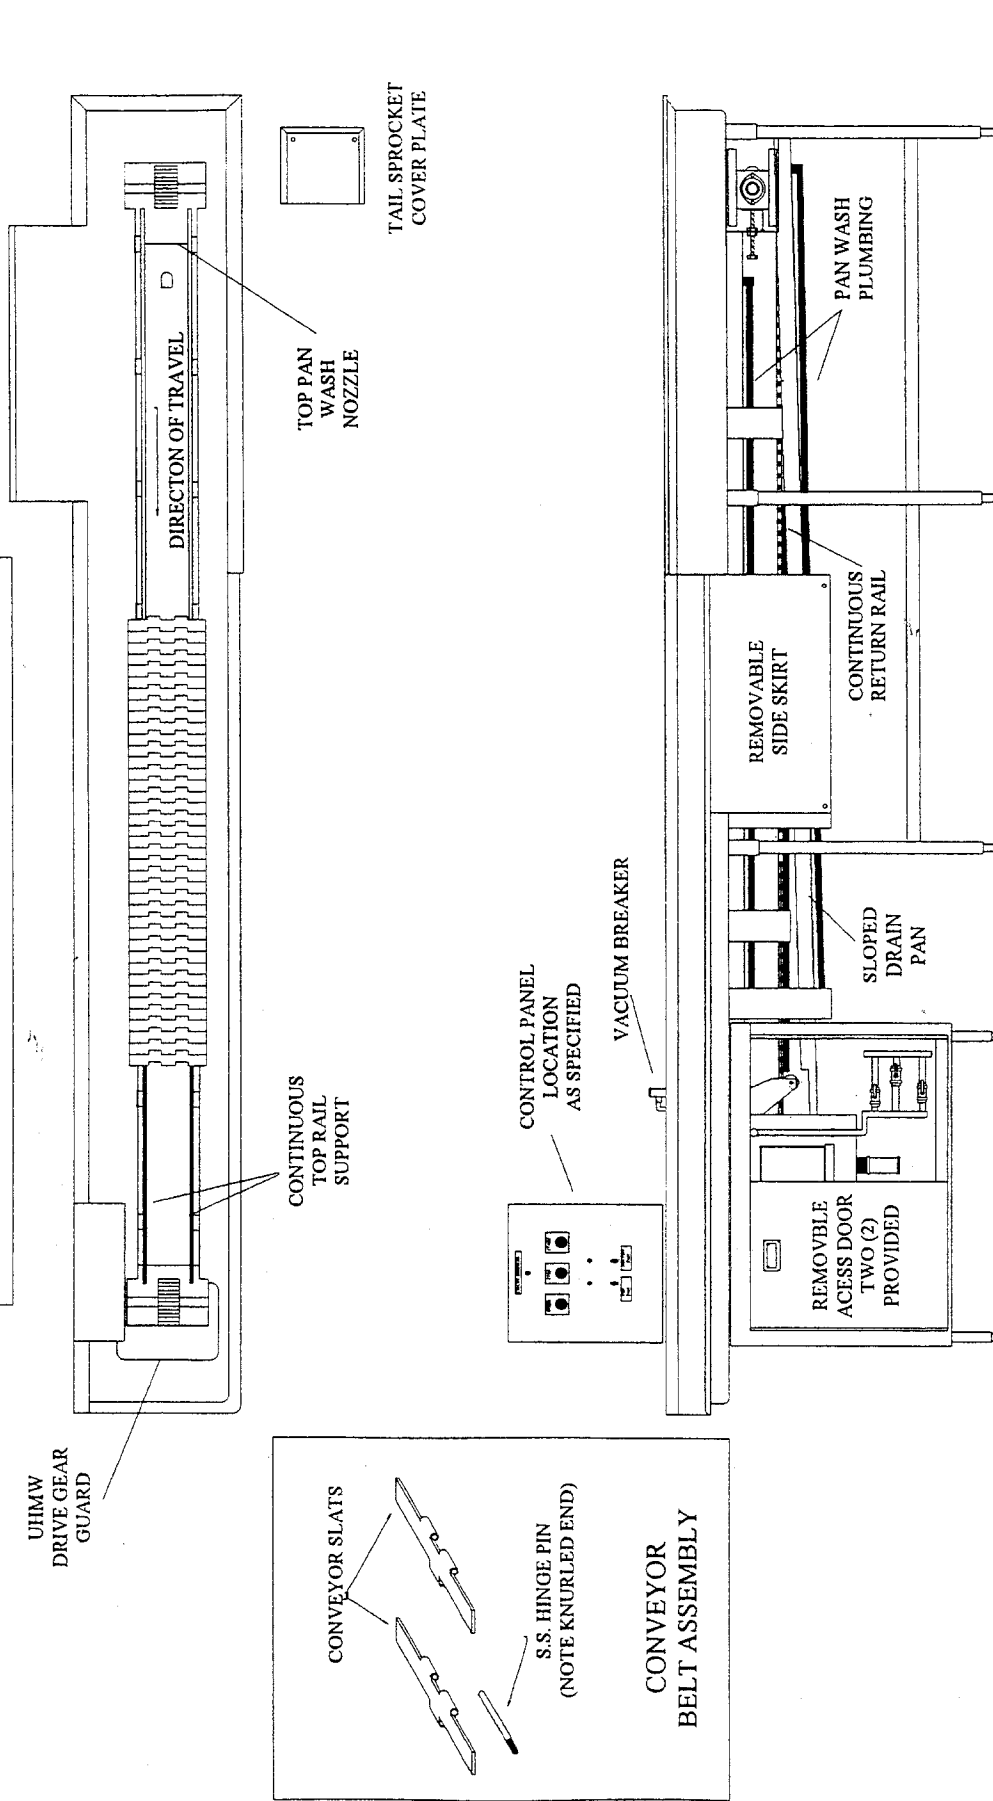 UHMW
DRIVE GEAR
GUARD
CONTINUOUS
TOP RAIL
SUPPORT
DIRECTON OF TRAVEL
TOP PAN
WASH
NOZZLE
TAIL SPROCKET
COVER PLATE
CONVEYOR SLATS
S.S. HINGE PIN
(NOTE KNURLED END)
CONVEYOR
BELT ASSEMBLY
CONTROL PANEL
LOCATION
AS SPECIFIED
VACUUM BREAKER
REMOVBLE
ACESS DOOR
TWO (2)
PROVIDED
SLOPED
DRAIN
PAN
REMOVABLE
SIDE SKIRT
CONTINUOUS
RETURN RAIL
PAN WASH
PLUMBING